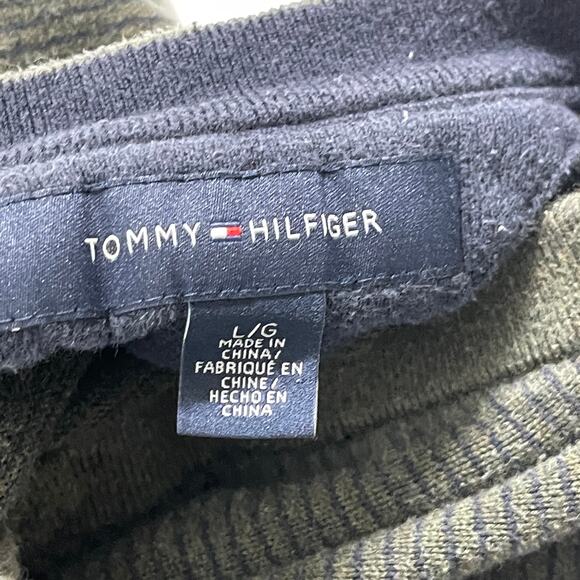 TOMMY HILFIGER
L/G
MADE IN
CHINA/
FABRIQUÉ EN
CHINE/
HECHO EN
CHINA